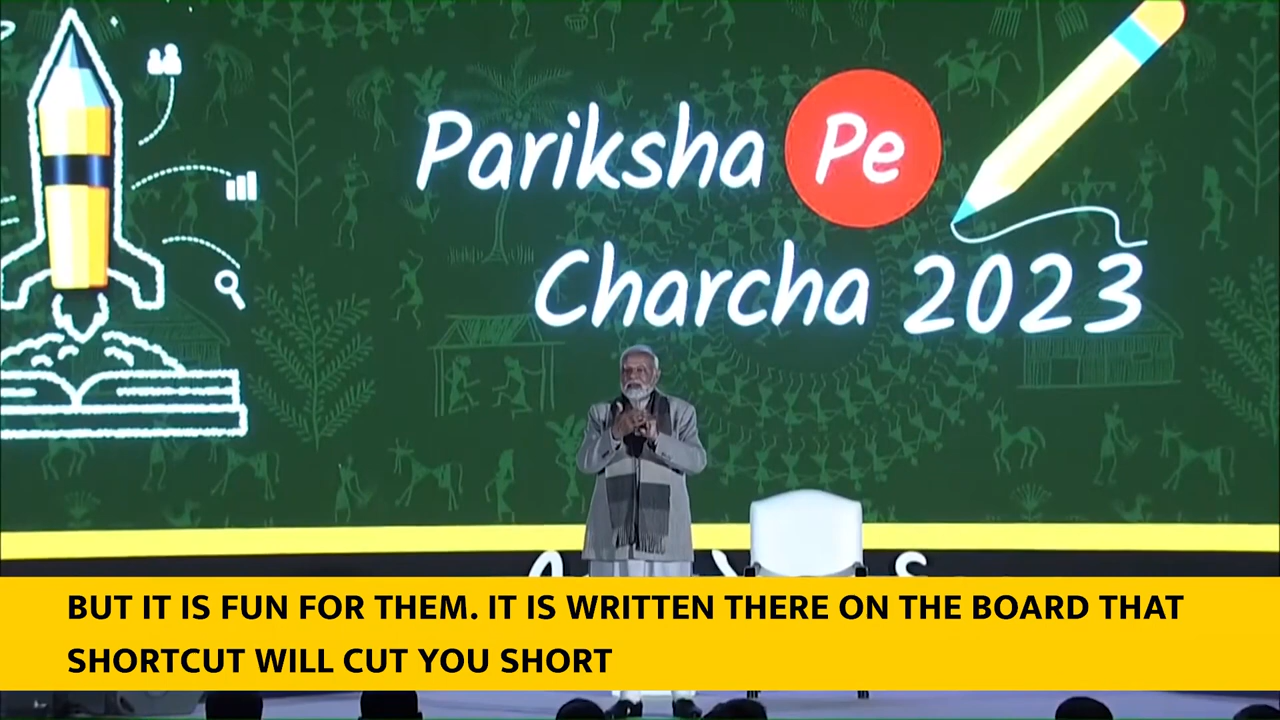 Pariksha Pe
Charcha 2023
BUT IT IS FUN FOR THEM. IT IS WRITTEN THERE ON THE BOARD THAT
SHORTCUT WILL CUT YOU SHORT